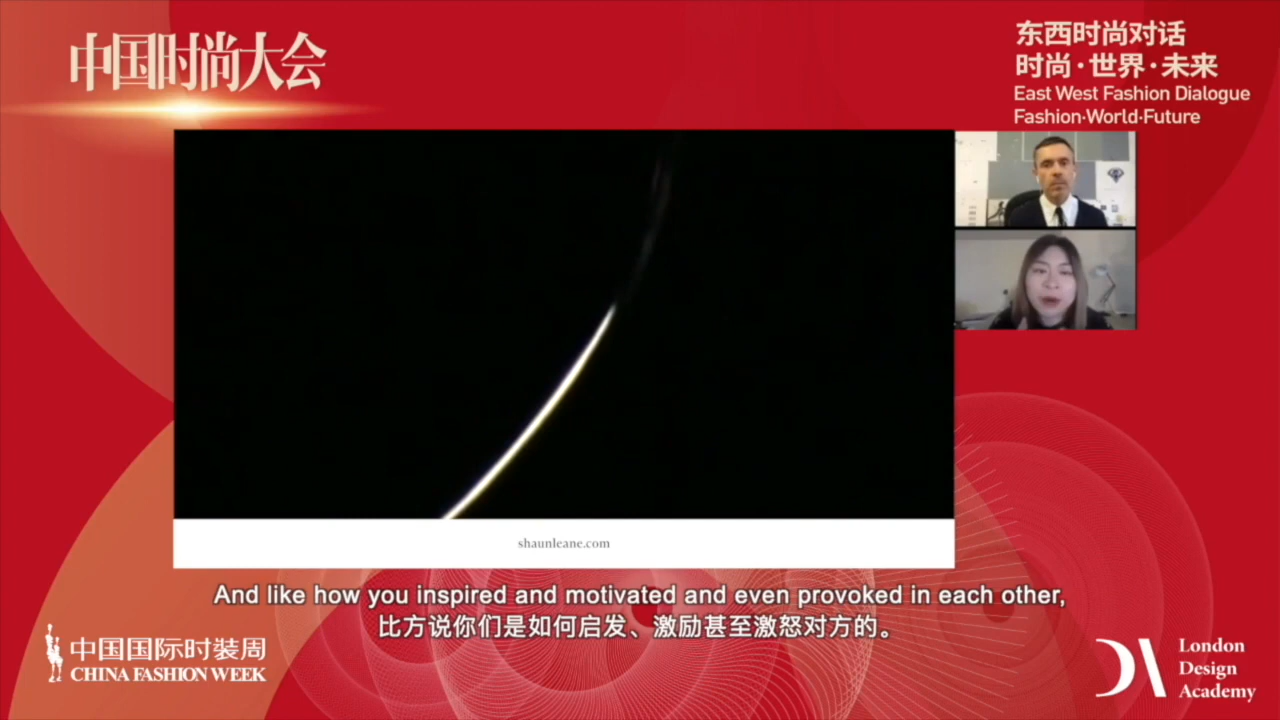 中国时尚大会
东西时尚对话
时尚·世界·未来
East West Fashion Dialogue
Fashion·World·Future
shaunleane.com
And like how you inspired and motivated and even provoked in each other,
比方说你们是如何启发、激励甚至激怒对方的。
中国国际时装周
CHINA FASHION WEEK
London
Design
Academy